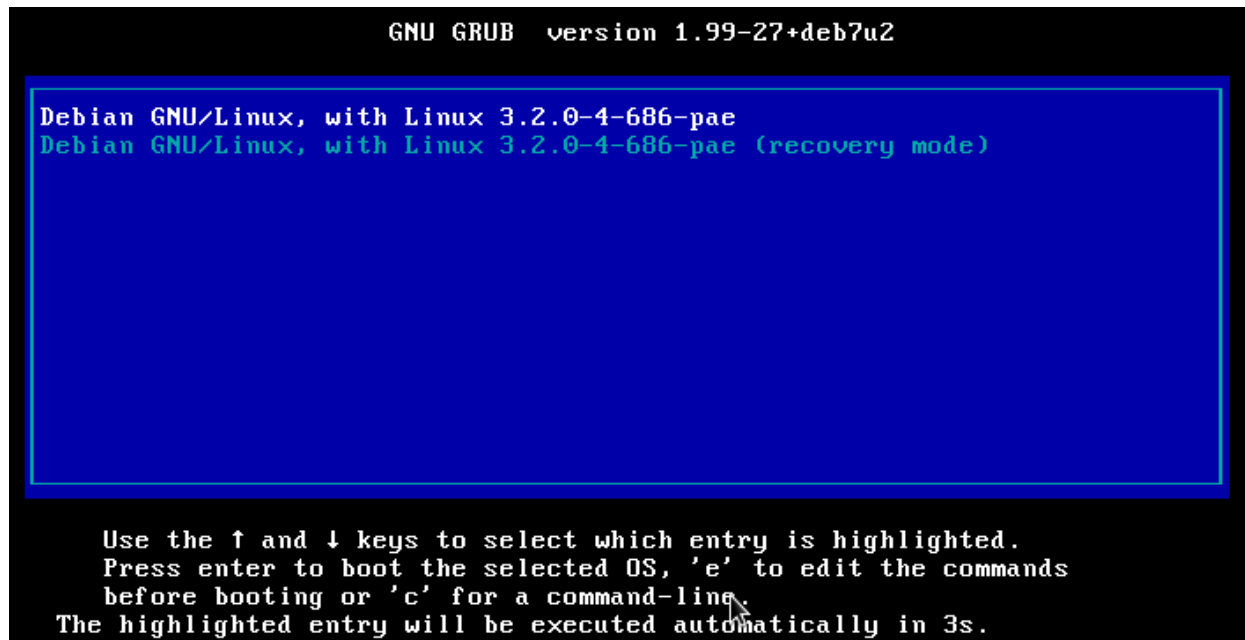 GNU GRUB  version 1.99-27+deb7u2
Debian GNU/Linux, with Linux 3.2.0-4-686-pae
Debian GNU/Linux, with Linux 3.2.0-4-686-pae (recovery mode)
Use the ↑ and ↓ keys to select which entry is highlighted.
Press enter to boot the selected OS, 'e' to edit the commands
before booting or 'c' for a command-line.
The highlighted entry will be executed automatically in 3s.